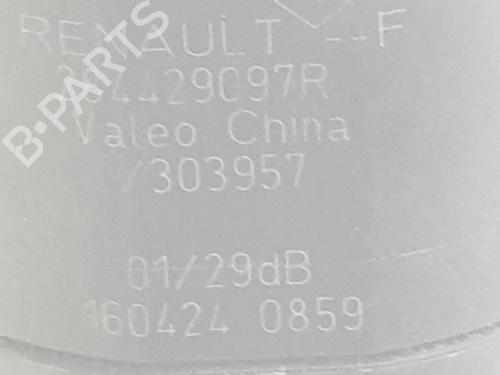 RENAULT --F
Valeo China
/303957
01/29dB
160424 0859
B-PARTS